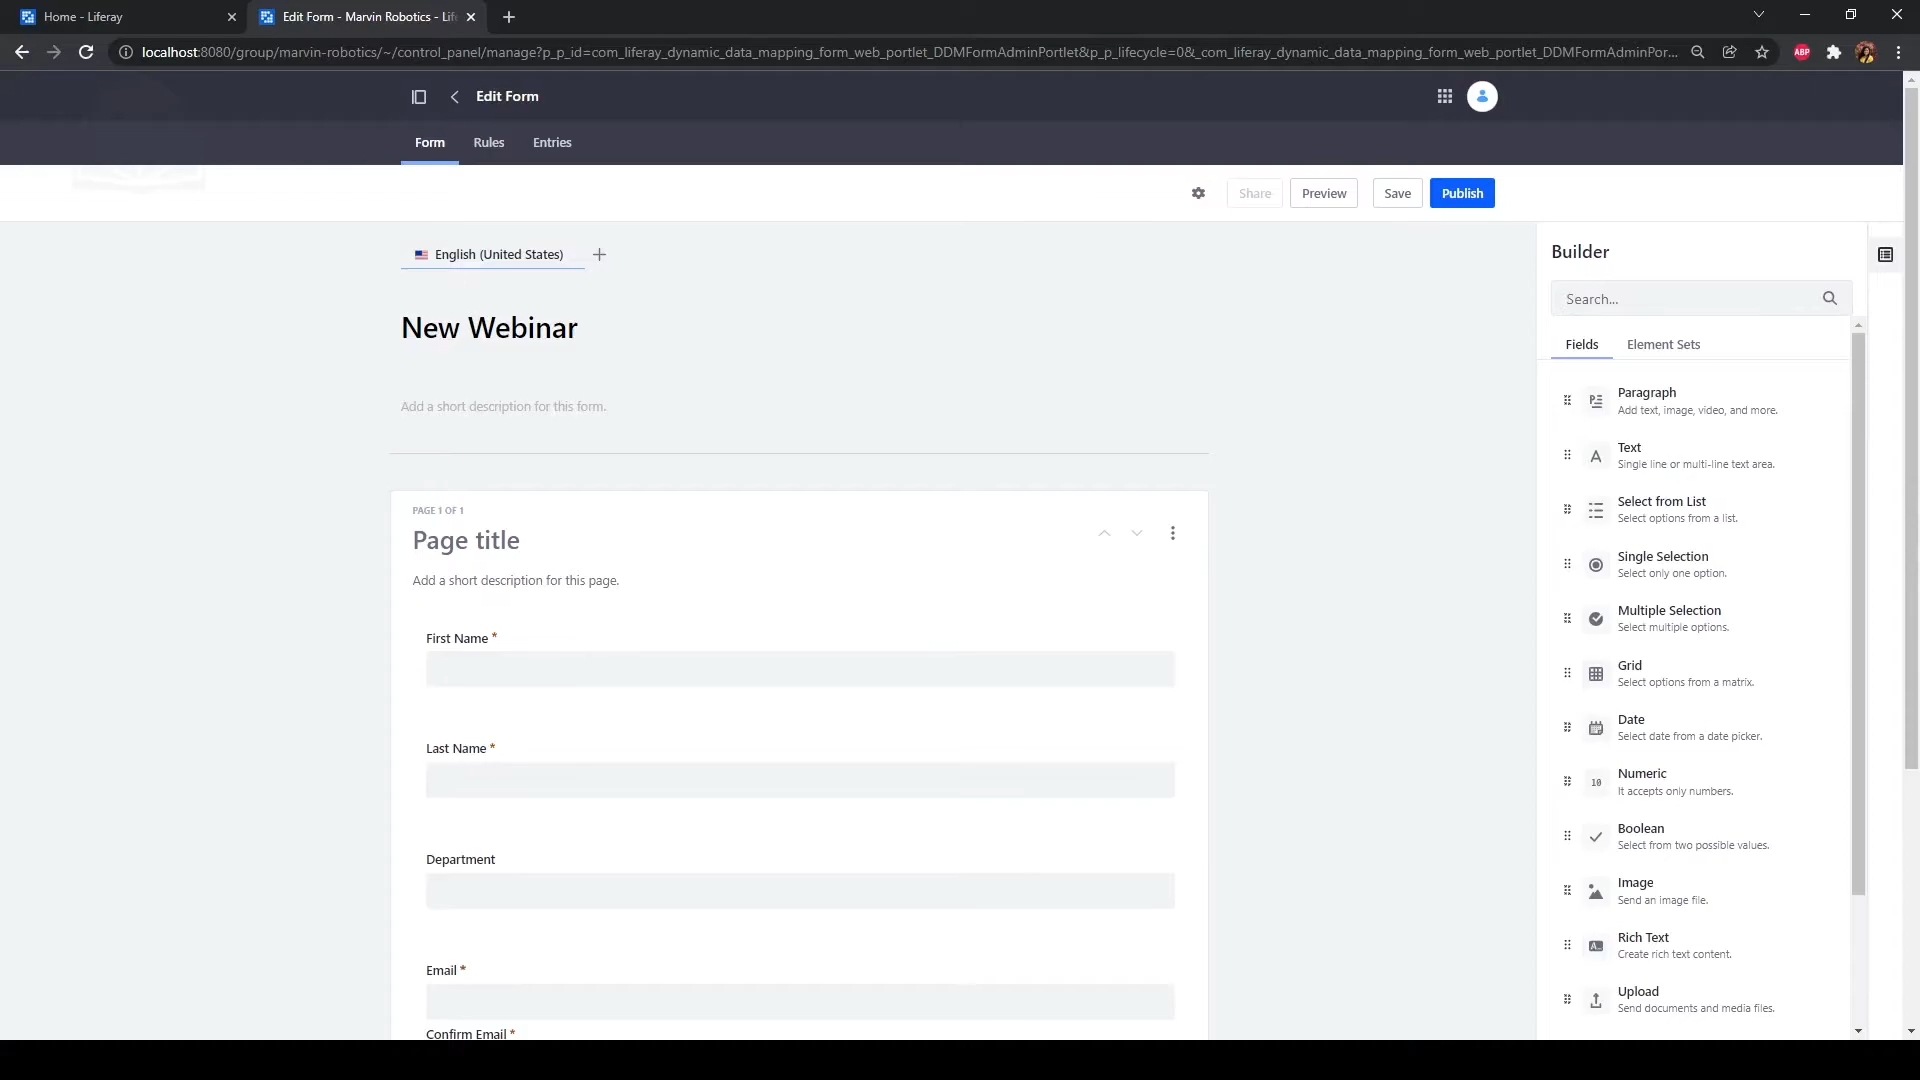 Home - Liferay
Edit Form - Marvin Robotics - Lif
localhost:8080/group/marvin-robotics/~/control_panel/manage?p_p_id=com_liferay_dynamic_data_mapping_form_web_portlet_DDMFormAdminPortlet&p_p_lifecycle=0&_com_liferay_dynamic_data_mapping_form_web_portlet_DDMFormAdminPor...
ABP
Edit Form
Form Rules Entries
Share Preview Save Publish
English (United States)
New Webinar
Add a short description for this form.
PAGE 1 OF 1
Page title
Add a short description for this page.
First Name *
Last Name *
Department
Email *
Confirm Email *
Builder
Search...
Fields Element Sets
Paragraph
Add text, image, video, and more.
Text
Single line or multi-line text area.
Select from List
Select options from a list.
Single Selection
Select only one option.
Multiple Selection
Select multiple options.
Grid
Select options from a matrix.
Date
Select date from a date picker.
10
Numeric
It accepts only numbers.
Boolean
Select from two possible values.
Image
Send an image file.
Rich Text
Create rich text content.
Upload
Send documents and media files.